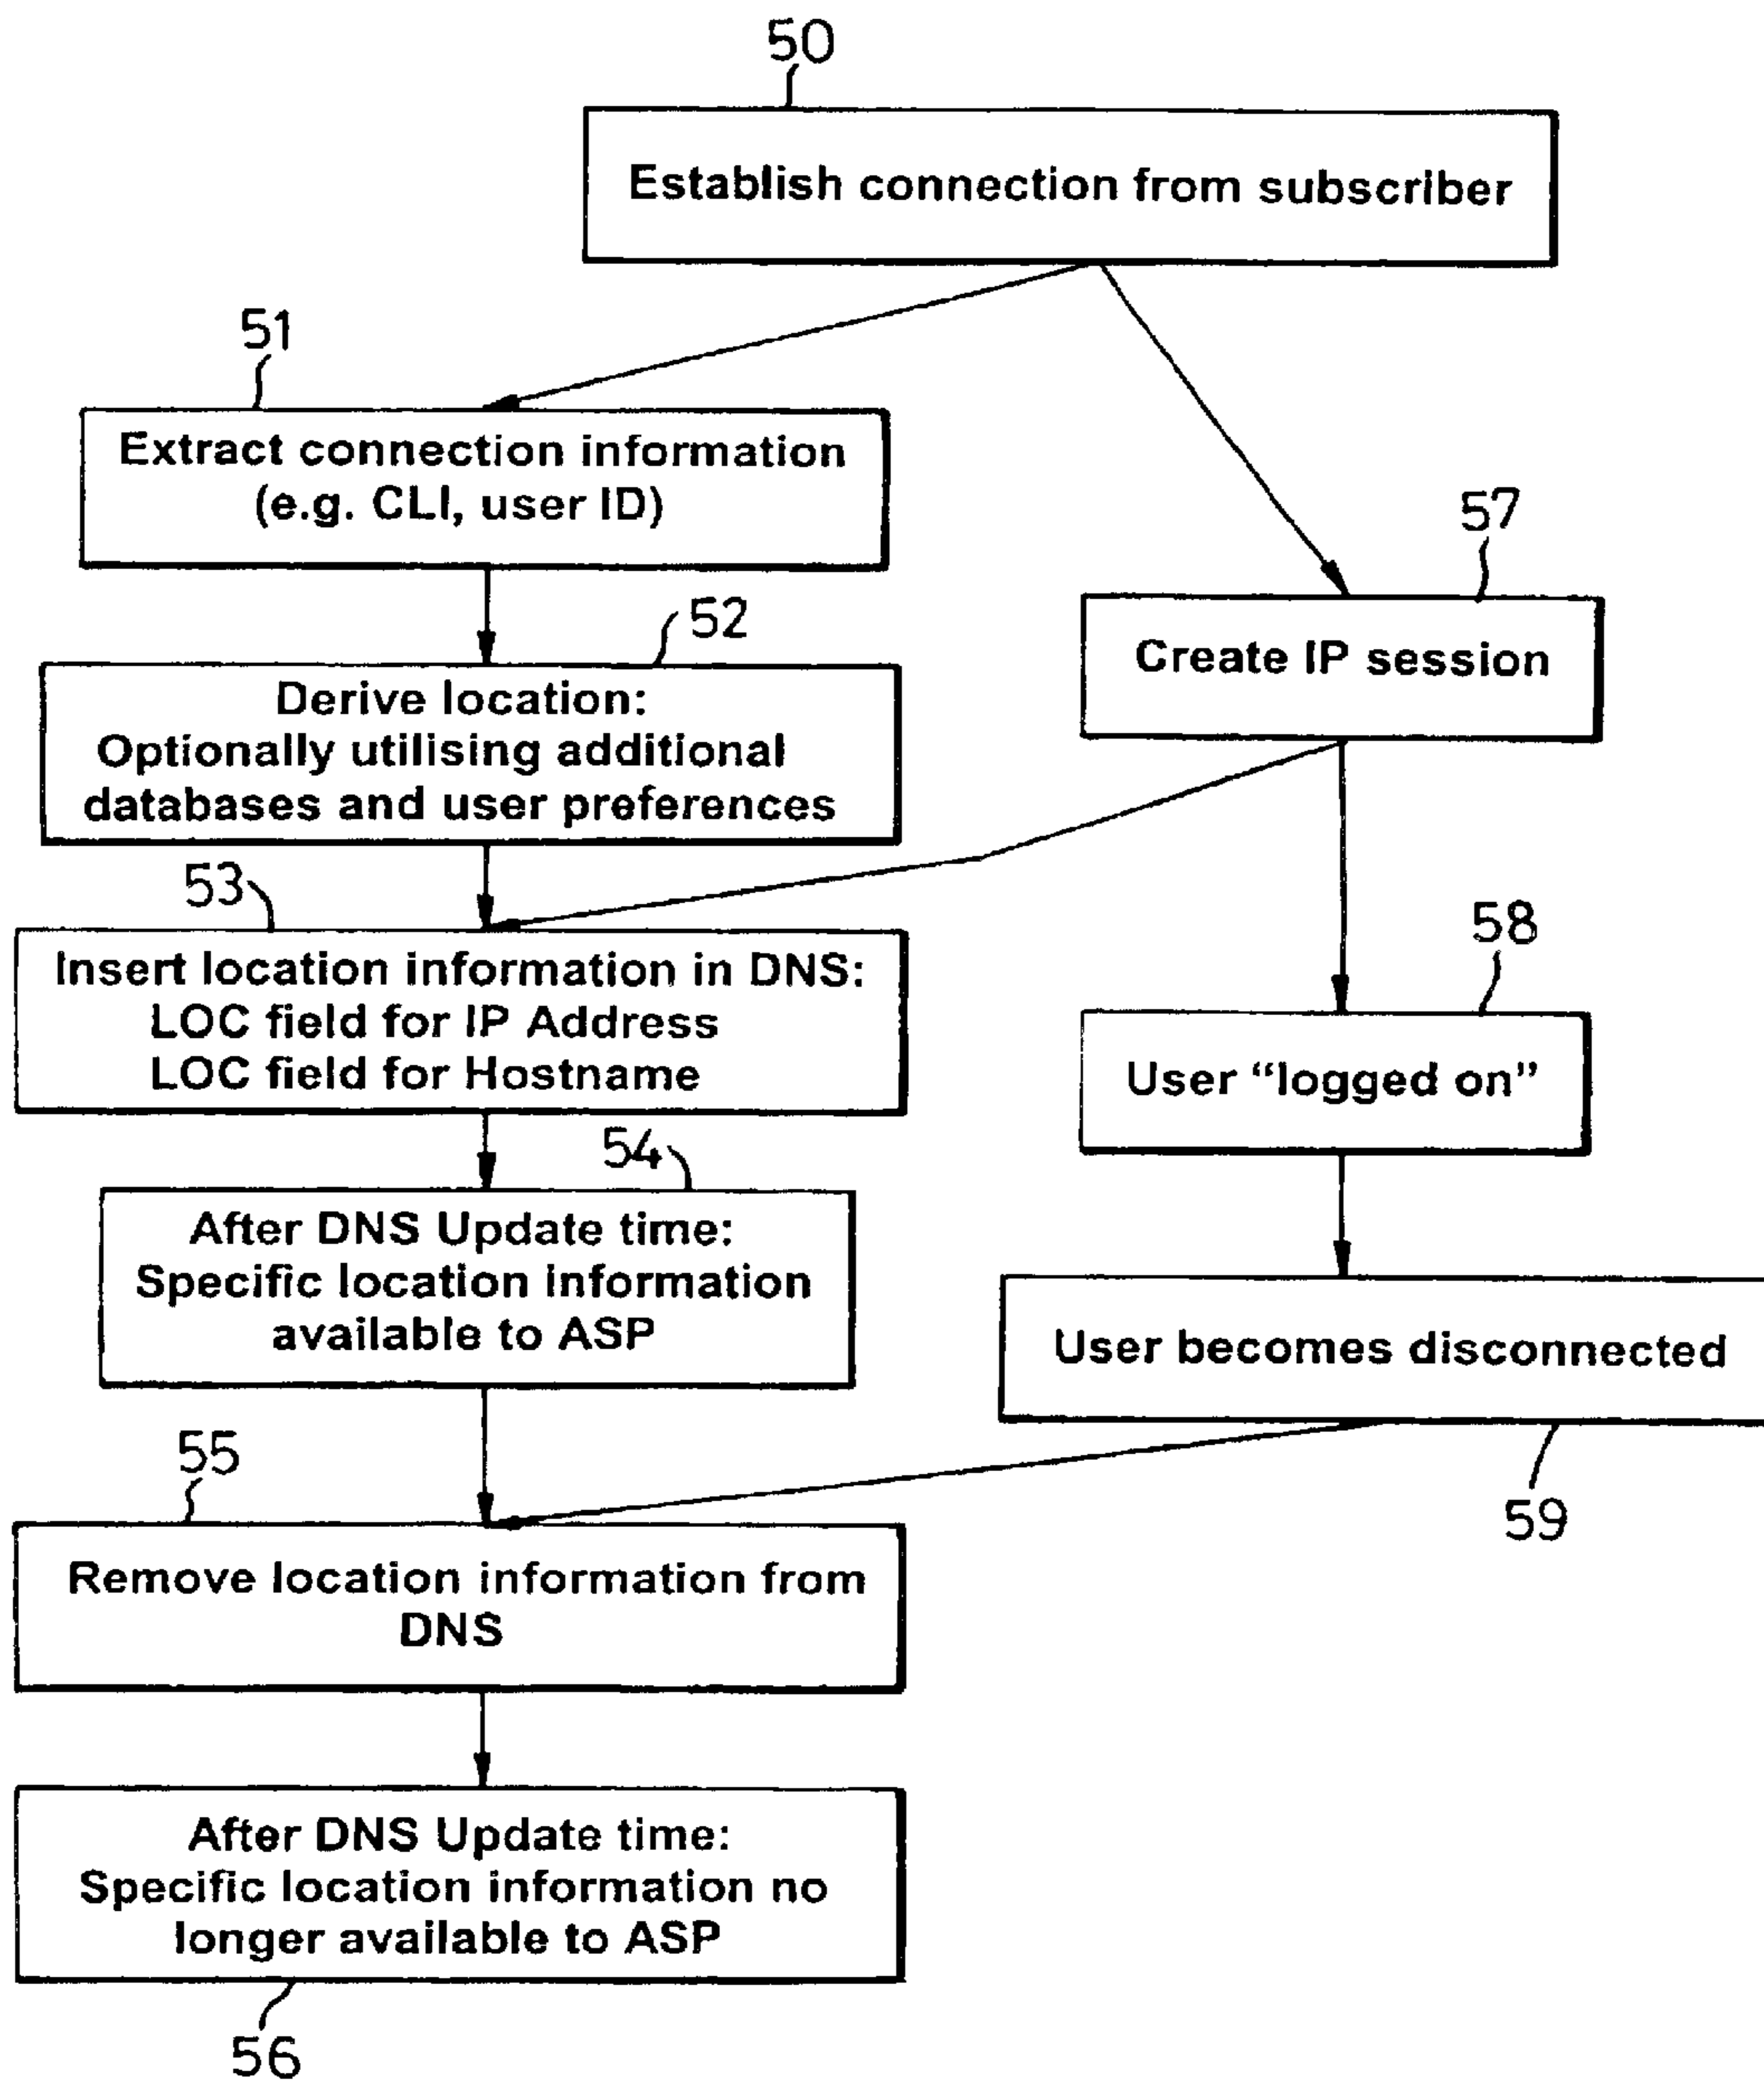 50
Establish connection from subscriber
51
Extract connection information
(e.g. CLI, user ID)
57
Create IP session
52
Derive location:
Optionally utilising additional
databases and user preferences
53
Insert location information in DNS:
LOC field for IP Address
LOC field for Hostname
58
User “logged on”
54
After DNS Update time:
Specific location information
available to ASP
User becomes disconnected
59
55
Remove location information from
DNS
After DNS Update time:
Specific location information no
longer available to ASP
56